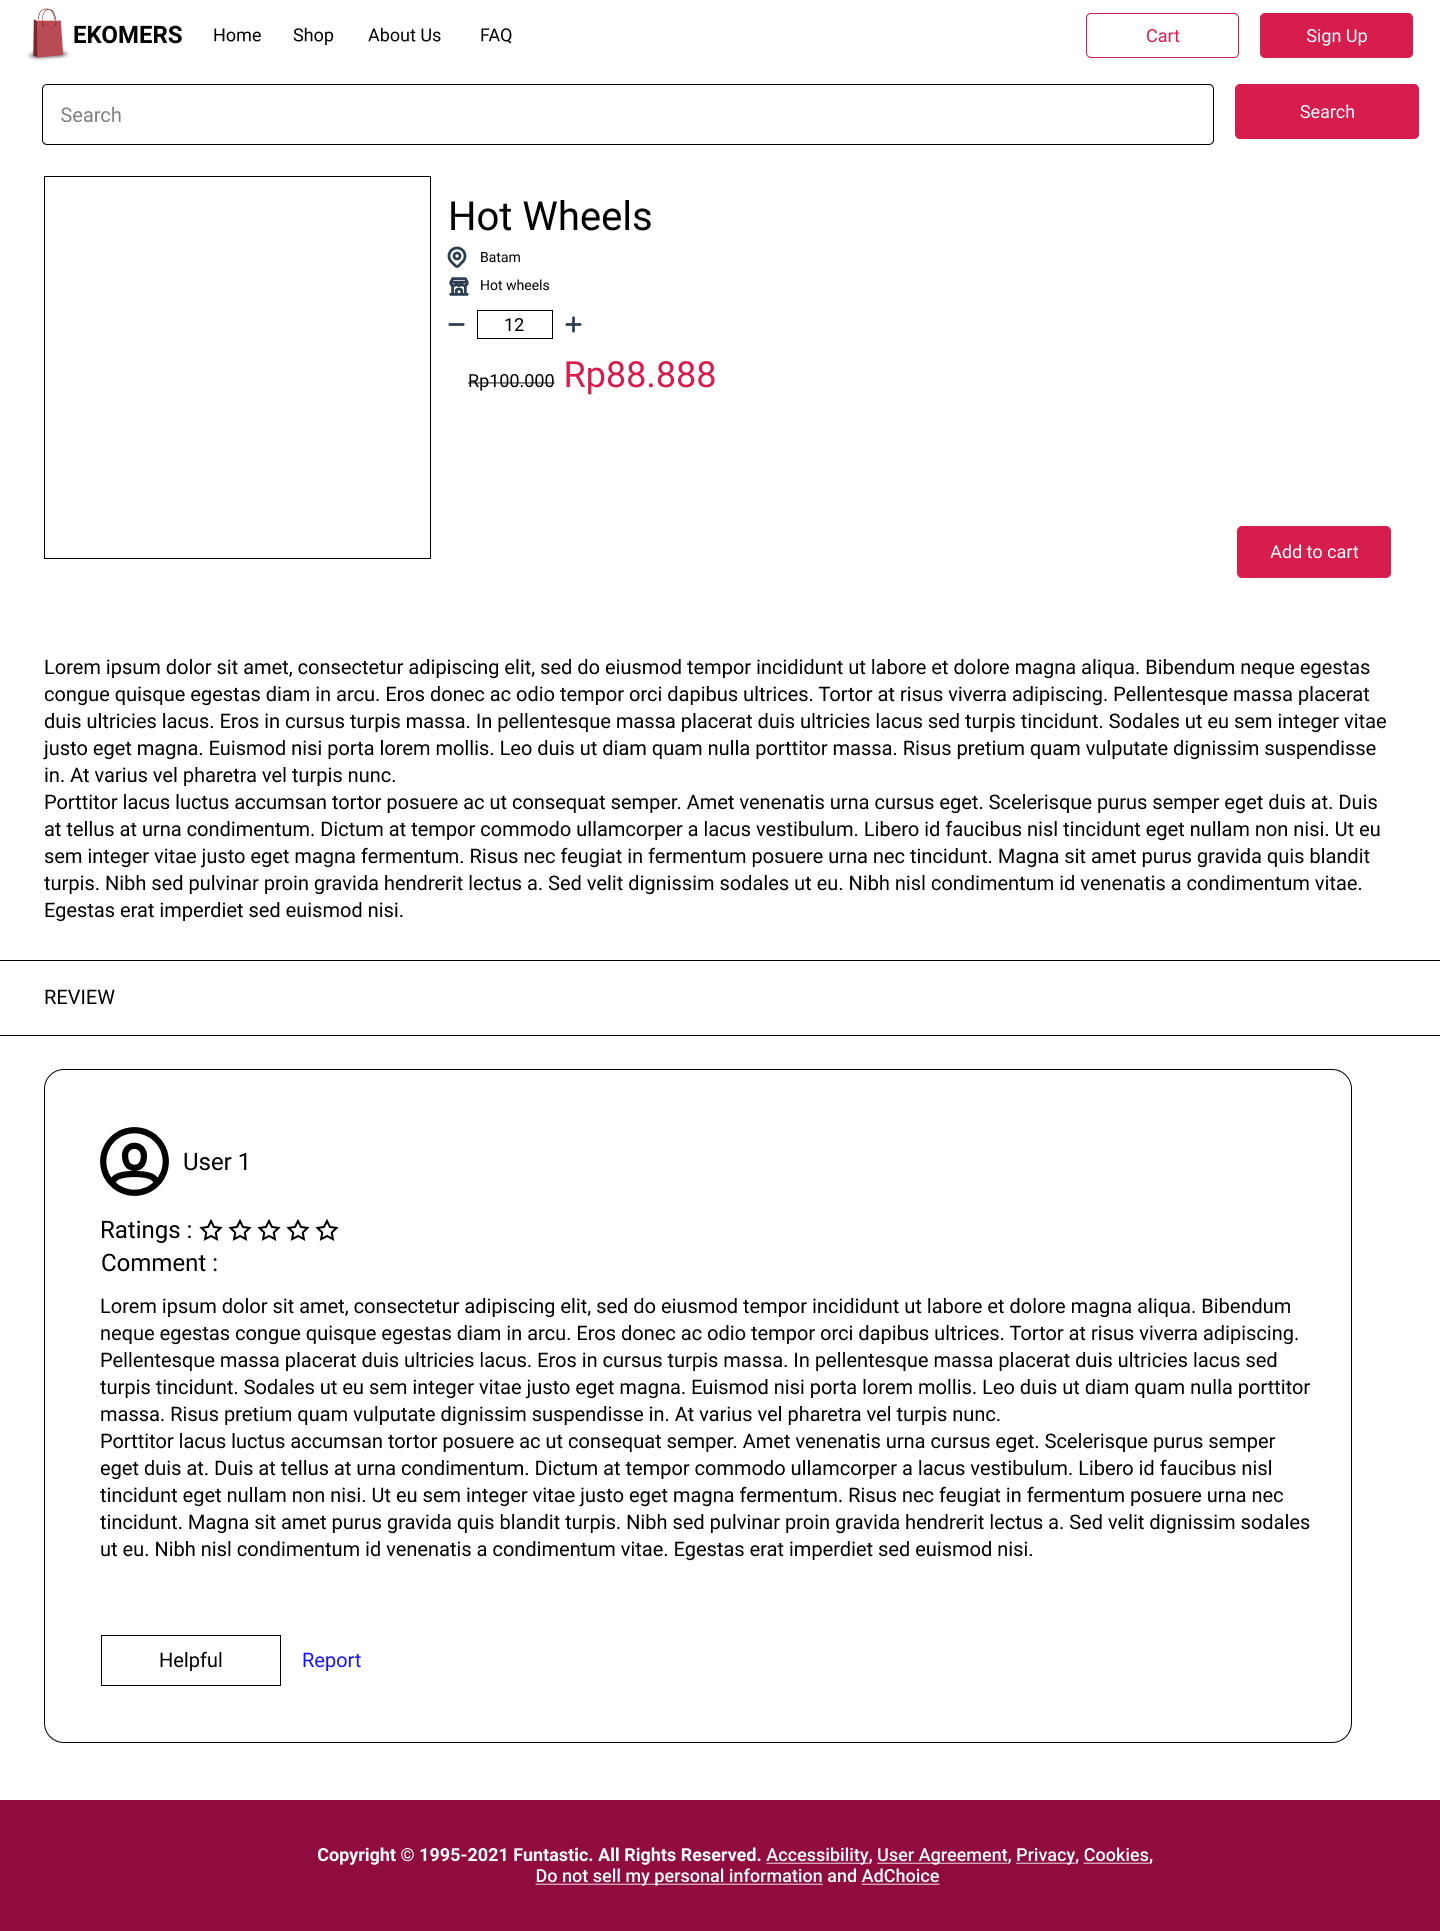 EKOMERS Home Shop About Us FAQ Cart Sign Up
Search Search
Hot Wheels
Batam
Hot wheels
12
Rp100.000 Rp88.888
Add to cart
Lorem ipsum dolor sit amet, consectetur adipiscing elit, sed do eiusmod tempor incididunt ut labore et dolore magna aliqua. Bibendum neque egestas
congue quisque egestas diam in arcu. Eros donec ac odio tempor orci dapibus ultrices. Tortor at risus viverra adipiscing. Pellentesque massa placerat
duis ultricies lacus. Eros in cursus turpis massa. In pellentesque massa placerat duis ultricies lacus sed turpis tincidunt. Sodales ut eu sem integer vitae
justo eget magna. Euismod nisi porta lorem mollis. Leo duis ut diam quam nulla porttitor massa. Risus pretium quam vulputate dignissim suspendisse
in. At varius vel pharetra vel turpis nunc.
Porttitor lacus luctus accumsan tortor posuere ac ut consequat semper. Amet venenatis urna cursus eget. Scelerisque purus semper eget duis at. Duis
at tellus at urna condimentum. Dictum at tempor commodo ullamcorper a lacus vestibulum. Libero id faucibus nisl tincidunt eget nullam non nisi. Ut eu
sem integer vitae justo eget magna fermentum. Risus nec feugiat in fermentum posuere urna nec tincidunt. Magna sit amet purus gravida quis blandit
turpis. Nibh sed pulvinar proin gravida hendrerit lectus a. Sed velit dignissim sodales ut eu. Nibh nisl condimentum id venenatis a condimentum vitae.
Egestas erat imperdiet sed euismod nisi.
REVIEW
User 1
Ratings :
Comment :
Lorem ipsum dolor sit amet, consectetur adipiscing elit, sed do eiusmod tempor incididunt ut labore et dolore magna aliqua. Bibendum
neque egestas congue quisque egestas diam in arcu. Eros donec ac odio tempor orci dapibus ultrices. Tortor at risus viverra adipiscing.
Pellentesque massa placerat duis ultricies lacus. Eros in cursus turpis massa. In pellentesque massa placerat duis ultricies lacus sed
turpis tincidunt. Sodales ut eu sem integer vitae justo eget magna. Euismod nisi porta lorem mollis. Leo duis ut diam quam nulla porttitor
massa. Risus pretium quam vulputate dignissim suspendisse in. At varius vel pharetra vel turpis nunc.
Porttitor lacus luctus accumsan tortor posuere ac ut consequat semper. Amet venenatis urna cursus eget. Scelerisque purus semper
eget duis at. Duis at tellus at urna condimentum. Dictum at tempor commodo ullamcorper a lacus vestibulum. Libero id faucibus nisl
tincidunt eget nullam non nisi. Ut eu sem integer vitae justo eget magna fermentum. Risus nec feugiat in fermentum posuere urna nec
tincidunt. Magna sit amet purus gravida quis blandit turpis. Nibh sed pulvinar proin gravida hendrerit lectus a. Sed velit dignissim sodales
ut eu. Nibh nisl condimentum id venenatis a condimentum vitae. Egestas erat imperdiet sed euismod nisi.
Helpful Report
Copyright © 1995-2021 Funtastic. All Rights Reserved. Accessibility, User Agreement, Privacy, Cookies,
Do not sell my personal information and AdChoice